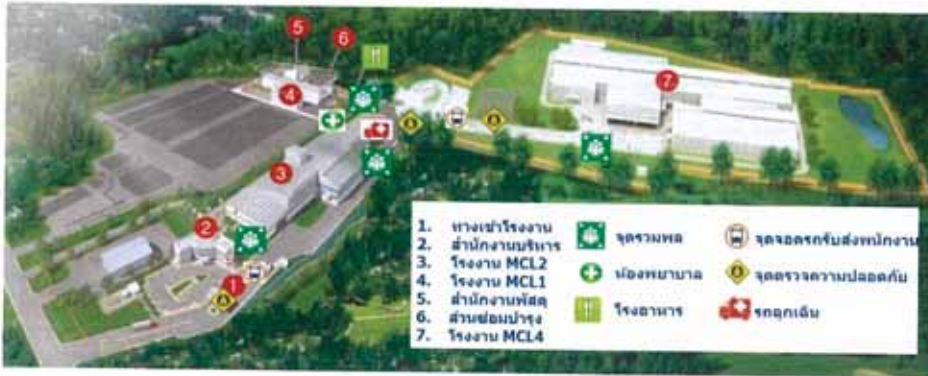 5
6
4
7
3
2
1
1. ทางเข้าโรงงาน
2. สำนักงานบริหาร
3. โรงงาน MCL2
4. โรงงาน MCL1
5. สำนักงานพัสดุ
6. ส่วนซ่อมบำรุง
7. โรงงาน MCL4
จุดรวมพล
ห้องพยาบาล
โรงอาหาร
จุดจอดรถรับส่งพนักงาน
จุดตรวจความปลอดภัย
รถฉุกเฉิน